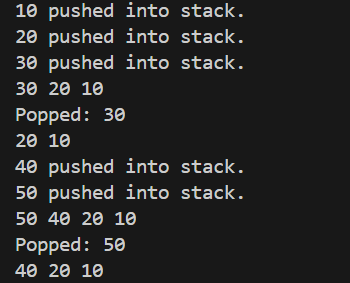 10 pushed into stack.
20 pushed into stack.
30 pushed into stack.
30 20 10
Popped: 30
20 10
40 pushed into stack.
50 pushed into stack.
50 40 20 10
Popped: 50
40 20 10